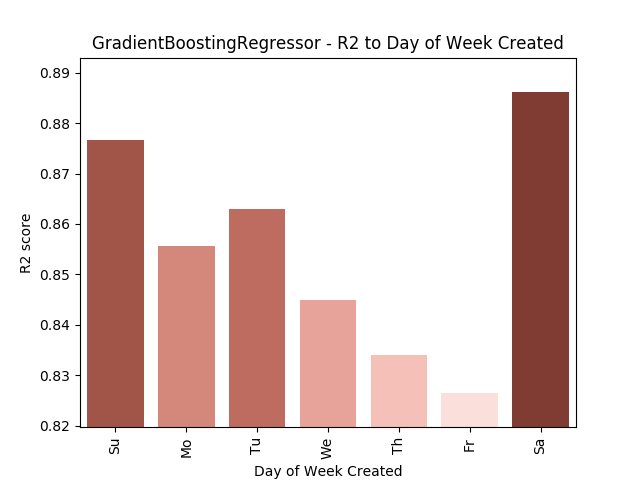 GradientBoostingRegressor - R2 to Day of Week Created
0.89
0.88
0.87
0.86
0.85
0.84
0.83
0.82
R2 score
Su
Mo
Tu
We
Th
Fr
Sa
Day of Week Created